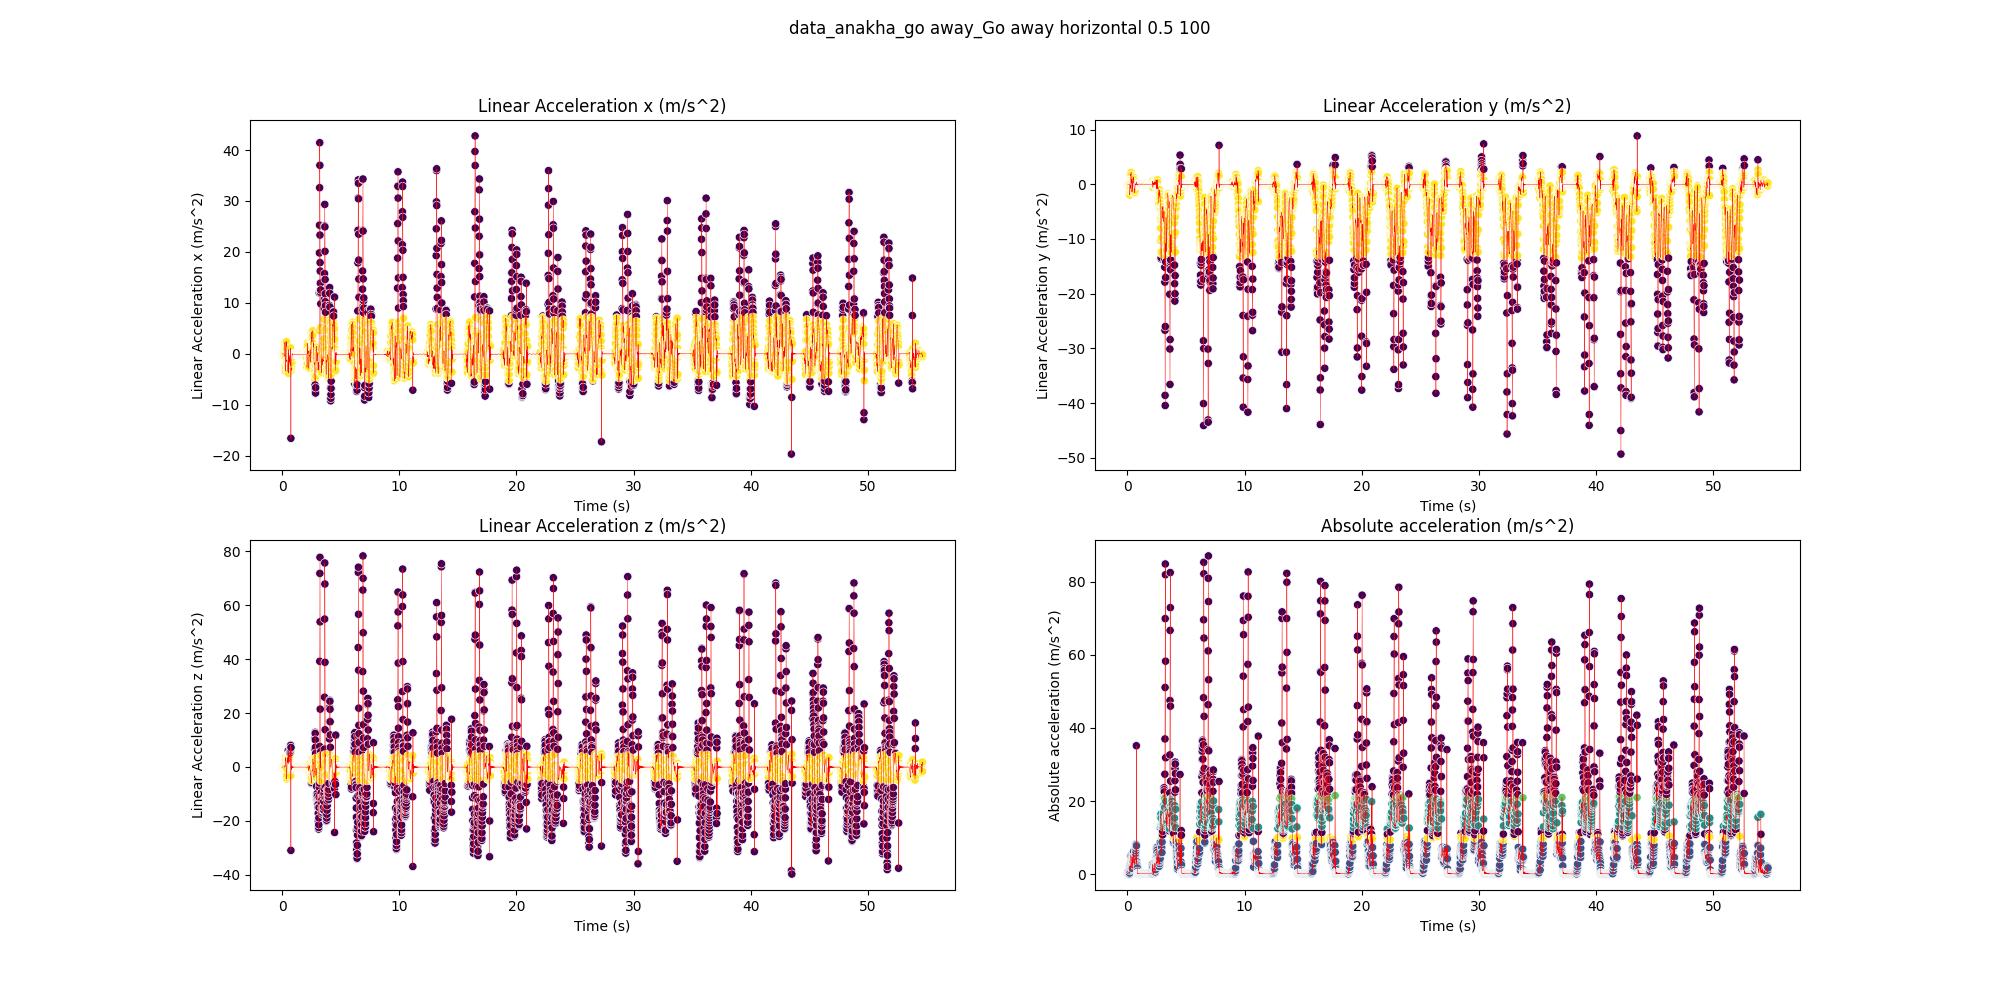 data_anakha_go away_Go away horizontal 0.5 100
Linear Acceleration x (m/s^2)
Linear Acceleration x (m/s^2)
40
30
20
10
0
−10
−20
0 10 20 30 40 50
Time (s)
Linear Acceleration y (m/s^2)
Linear Acceleration y (m/s^2)
10
0
−10
−20
−30
−40
−50
0 10 20 30 40 50
Time (s)
Linear Acceleration z (m/s^2)
Linear Acceleration z (m/s^2)
80
60
40
20
0
−20
−40
0 10 20 30 40 50
Time (s)
Absolute acceleration (m/s^2)
Absolute acceleration (m/s^2)
80
60
40
20
0
0 10 20 30 40 50
Time (s)